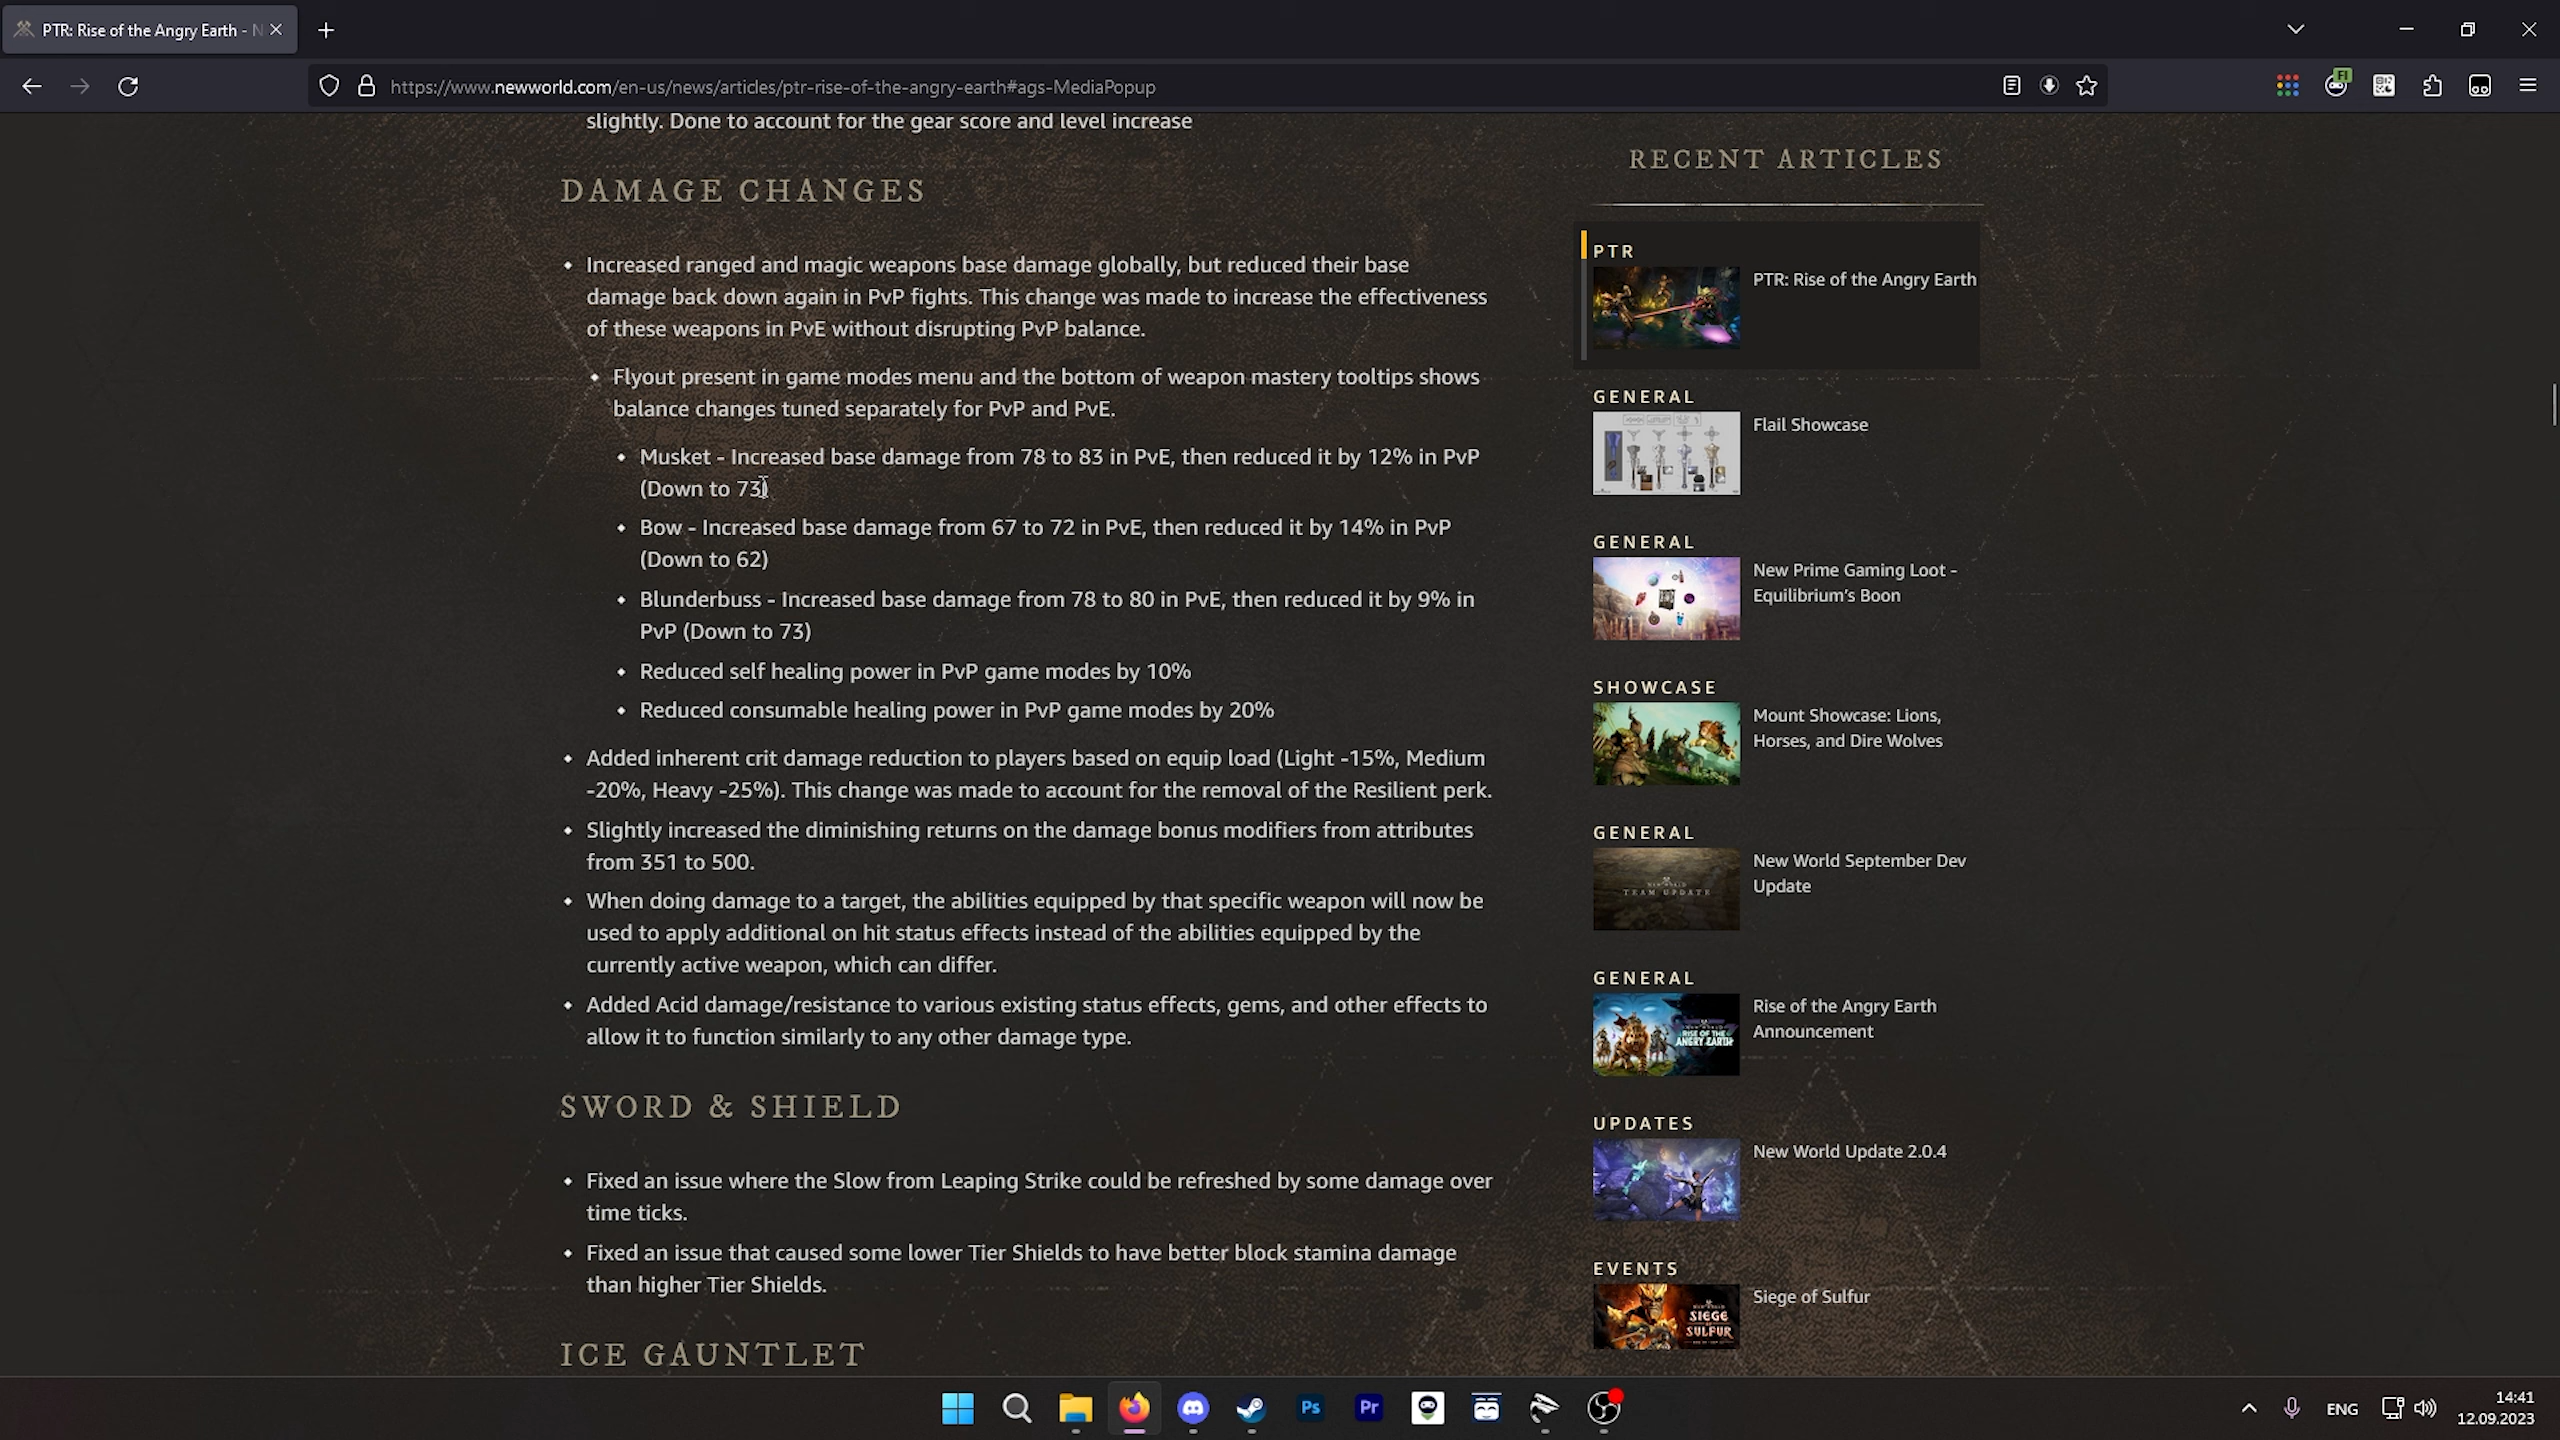 PTR: Rise of the Angry Earth - N
https://www.newworld.com/en-us/news/articles/ptr-rise-of-the-angry-earth#ags-MediaPopup
FI
slightly. Done to account for the gear score and level increase
DAMAGE CHANGES
Increased ranged and magic weapons base damage globally, but reduced their base
damage back down again in PvP fights. This change was made to increase the effectiveness
of these weapons in PvE without disrupting PvP balance.
Flyout present in game modes menu and the bottom of weapon mastery tooltips shows
balance changes tuned separately for PvP and PvE.
Musket - Increased base damage from 78 to 83 in PvE, then reduced it by 12% in PvP
(Down to 73)
Bow - Increased base damage from 67 to 72 in PvE, then reduced it by 14% in PvP
(Down to 62)
Blunderbuss - Increased base damage from 78 to 80 in PvE, then reduced it by 9% in
PvP (Down to 73)
Reduced self healing power in PvP game modes by 10%
Reduced consumable healing power in PvP game modes by 20%
Added inherent crit damage reduction to players based on equip load (Light -15%, Medium
-20%, Heavy -25%). This change was made to account for the removal of the Resilient perk.
Slightly increased the diminishing returns on the damage bonus modifiers from attributes
from 351 to 500.
When doing damage to a target, the abilities equipped by that specific weapon will now be
used to apply additional on hit status effects instead of the abilities equipped by the
currently active weapon, which can differ.
Added Acid damage/resistance to various existing status effects, gems, and other effects to
allow it to function similarly to any other damage type.
SWORD & SHIELD
Fixed an issue where the Slow from Leaping Strike could be refreshed by some damage over
time ticks.
Fixed an issue that caused some lower Tier Shields to have better block stamina damage
than higher Tier Shields.
ICE GAUNTLET
RECENT ARTICLES
PTR
PTR: Rise of the Angry Earth
GENERAL
Flail Showcase
GENERAL
New Prime Gaming Loot -
Equilibrium's Boon
SHOWCASE
Mount Showcase: Lions,
Horses, and Dire Wolves
GENERAL
TEAM UPDATE
New World September Dev
Update
GENERAL
RISE OF THE
ANGRY EARTH
Rise of the Angry Earth
Announcement
UPDATES
New World Update 2.0.4
EVENTS
SIEGE
OF
SULFUR
Siege of Sulfur
Ps
Pr
ENG
14:41
12.09.2023